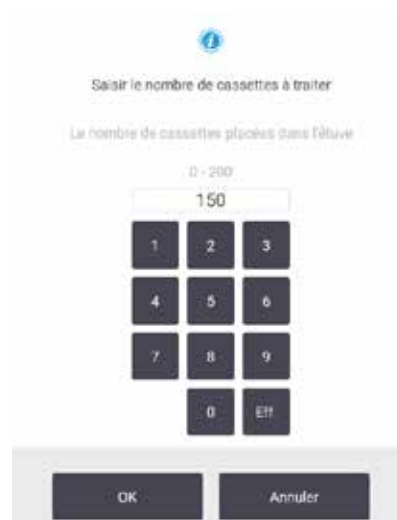 i
Saisir le nombre de cassettes à traiter
Le nombre de cassettes placées dans l'étuve
0 - 200
150
1 2 3
4 5 6
7 8 9
0 Eff
OK Annuler